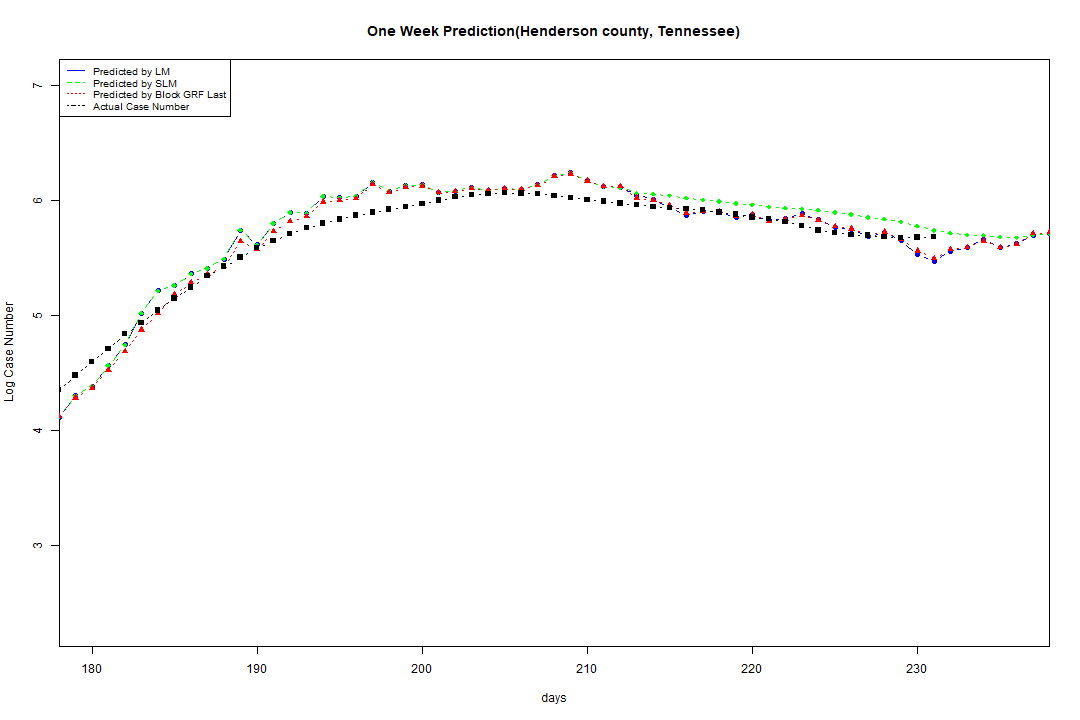 One Week Prediction(Henderson county, Tennessee)
Predicted by LM
Predicted by SLM
Predicted by Block GRF Last
Actual Case Number
7
6
5
4
3
Log Case Number
180 190 200 210 220 230
days